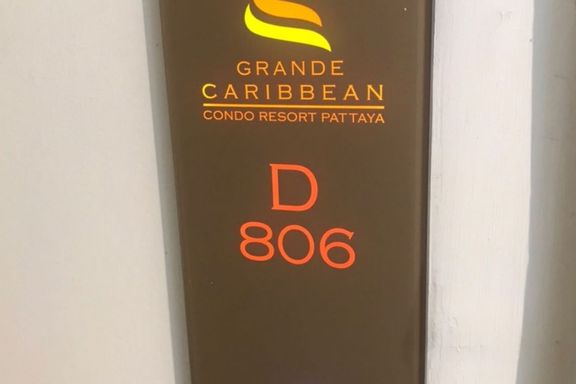 GRANDE
CARIBBEAN
CONDO RESORT PATTAYA
D
806